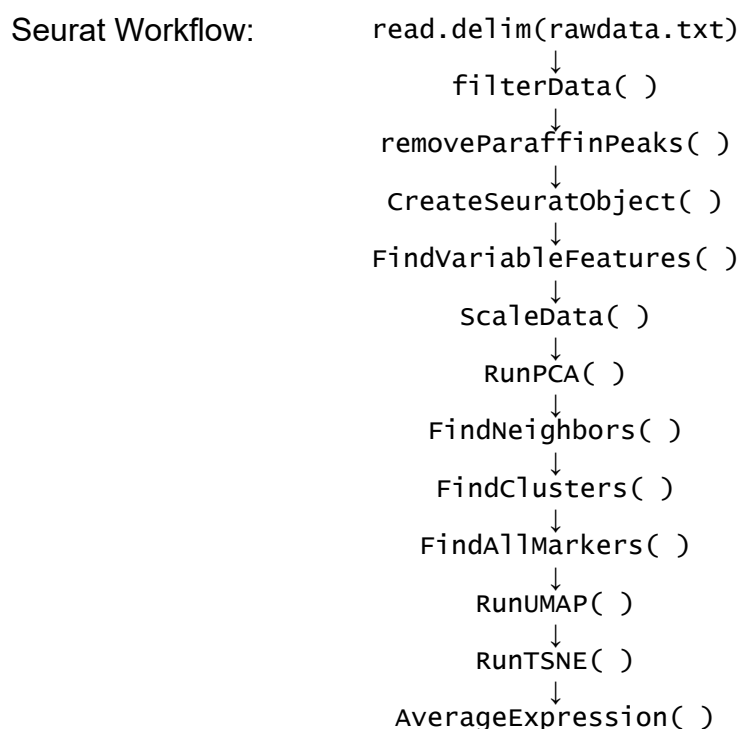 Seurat Workflow: read.delim(rawdata.txt)
↓
filterData( )
↓
removeParaffinPeaks( )
↓
CreateSeuratObject( )
↓
FindVariableFeatures( )
↓
ScaleData( )
↓
RunPCA( )
↓
FindNeighbors( )
↓
FindClusters( )
↓
FindAllMarkers( )
↓
RunUMAP( )
↓
RunTSNE( )
↓
AverageExpression( )